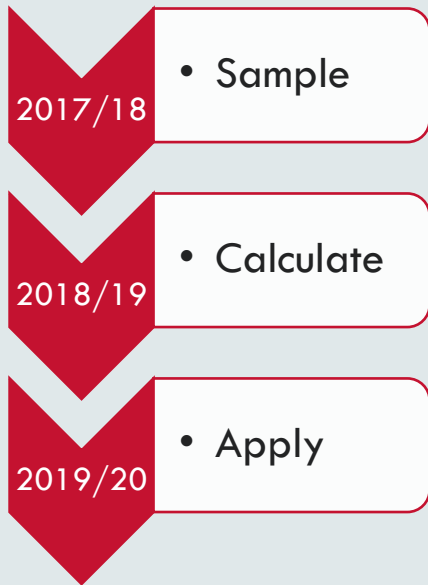 2017/18
• Sample
2018/19
• Calculate
2019/20
• Apply